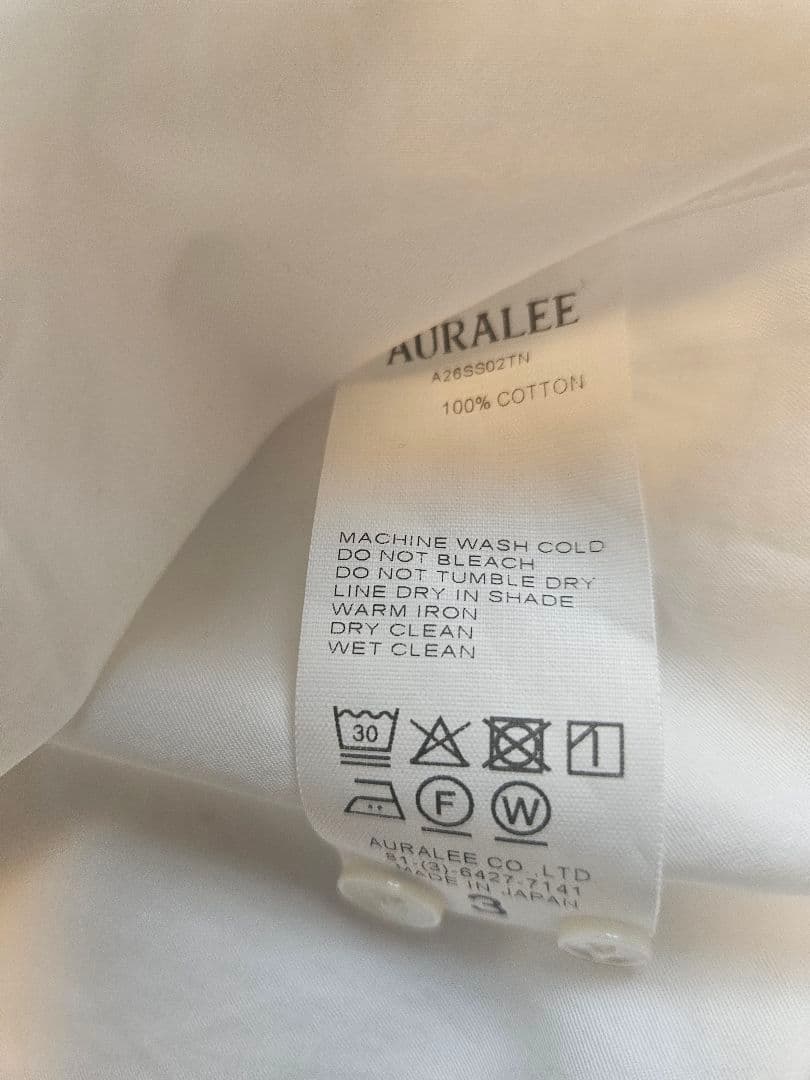 AURALEE
A26SS02TN
100% COTTON
MACHINE WASH COLD
DO NOT BLEACH
DO NOT TUMBLE DRY
LINE DRY IN SHADE
WARM IRON
DRY CLEAN
WET CLEAN
30
F W
AURALEE CO.,LTD
81-(3)-6427-7141
MADE IN JAPAN
3